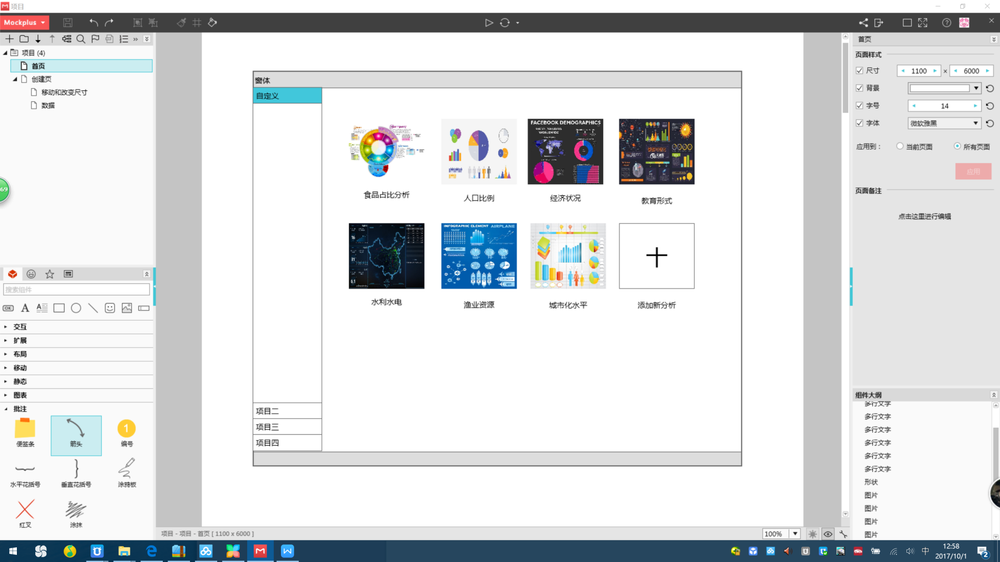 项目
Mockplus
项目 (4)
首页
创建页
移动和改变尺寸
数据
69
搜索组件
OK
交互
扩展
布局
移动
静态
图表
批注
便签条
箭头
1
编号
水平花括号
垂直花括号
涂鸦板
红叉
涂抹
窗体
自定义
FACEBOOK DEMOGRAPHICS
WORLDWIDE
食品占比分析
人口比例
经济状况
教育形式
INFOGRAPHIC ELEMENT AIRPLANE
水利水电
渔业资源
城市化水平
添加新分析
项目二
项目三
项目四
项目 - 项目 - 首页 [ 1100 x 6000 ]
100%
首页
页面样式
尺寸
1100
×
6000
背景
字号
14
字体
微软雅黑
应用到：
当前页面
所有页面
应用
页面备注
点击这里进行编辑
组件大纲
多行文字
多行文字
多行文字
多行文字
多行文字
多行文字
形状
图片
图片
图片
图片
中
12:58
2017/10/1
2